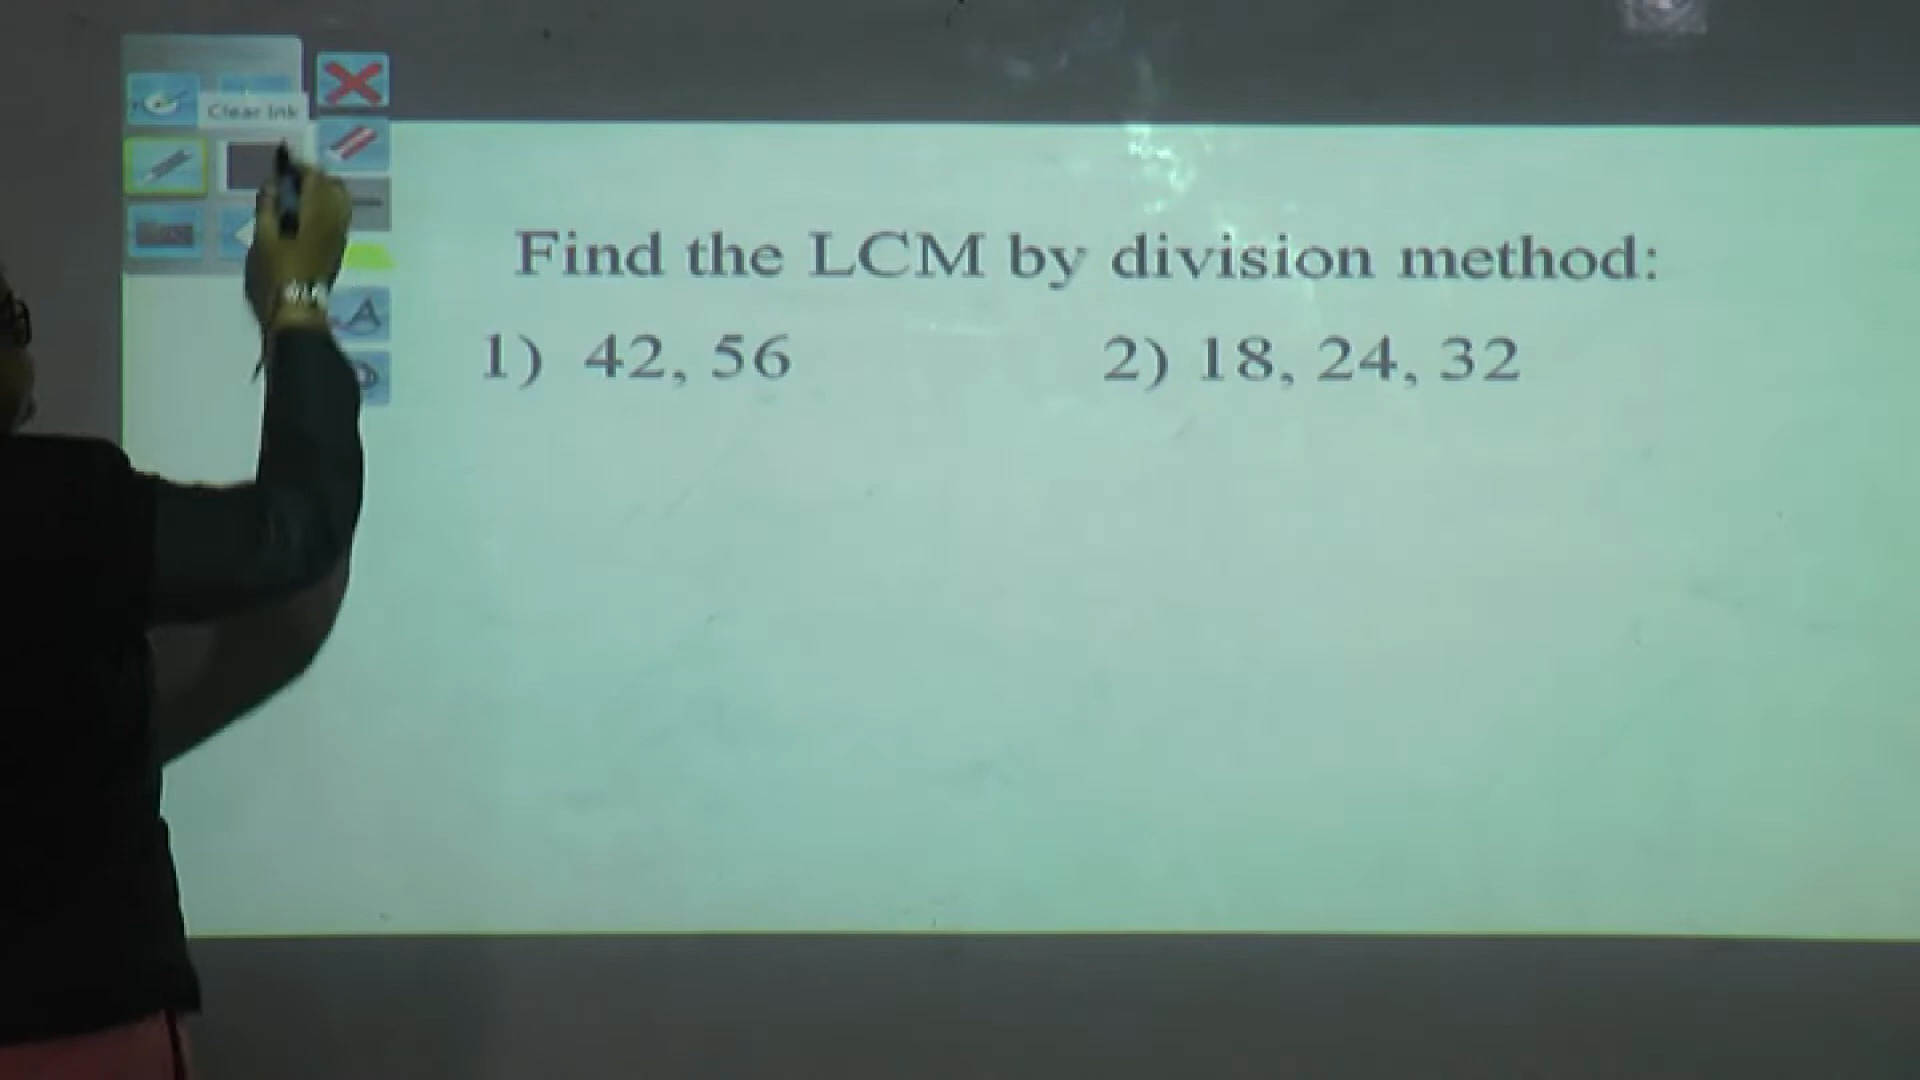 Clear Ink
Find the LCM by division method:
1) 42, 56 2) 18, 24, 32
A